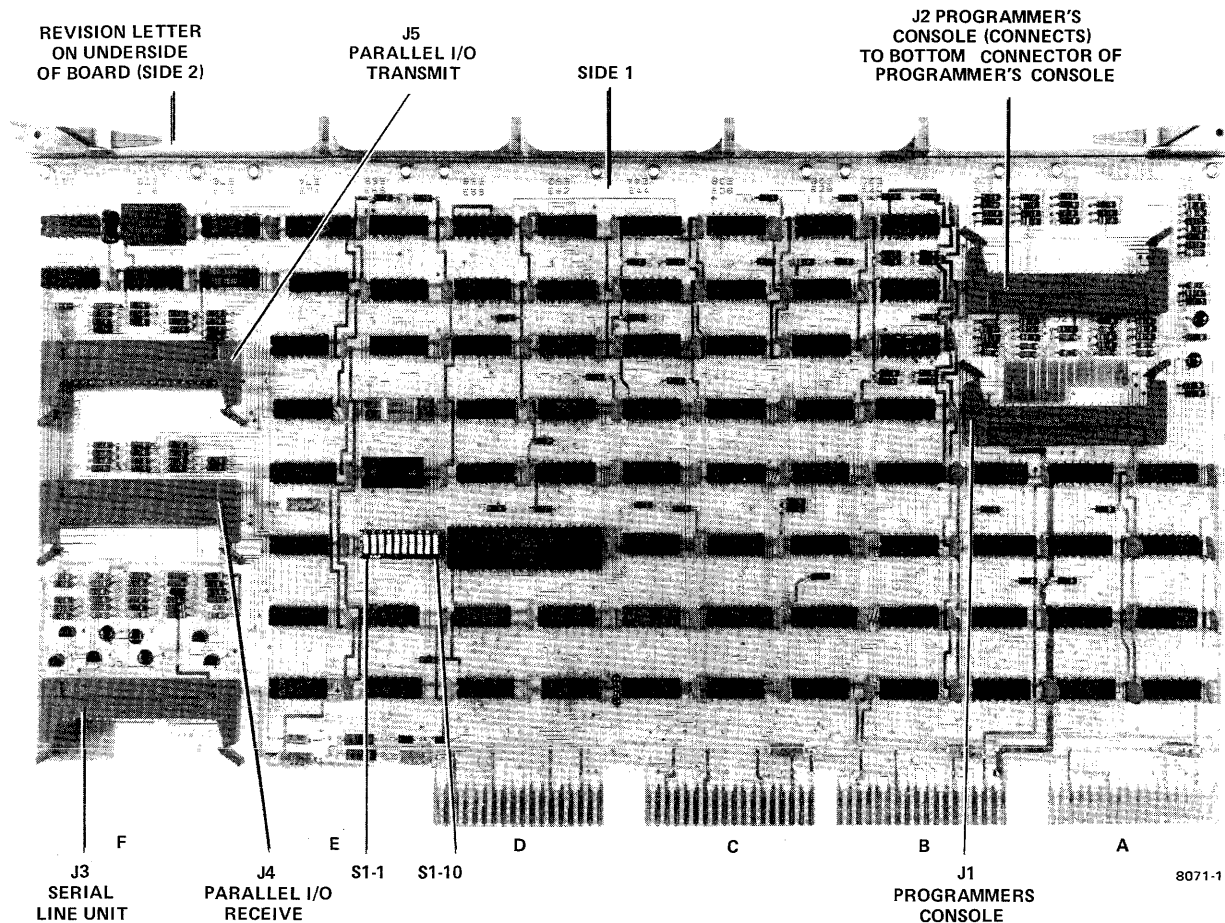 REVISION LETTER
ON UNDERSIDE
OF BOARD (SIDE 2)
J5
PARALLEL I/O
TRANSMIT
SIDE 1
J2 PROGRAMMER'S
CONSOLE (CONNECTS)
TO BOTTOM CONNECTOR OF
PROGRAMMER'S CONSOLE
F
E
D
C
B
A
J3
SERIAL
LINE UNIT
J4
PARALLEL I/O
RECEIVE
S1-1
S1-10
J1
PROGRAMMERS
CONSOLE
8071-1